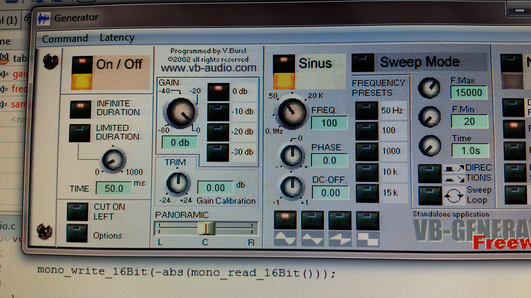 Generator
Command Latency
On / Off
Programmed by V.Burel
©2002 all rights reserved
www.vb-audio.com
Sinus
Sweep Mode
INFINITE
DURATION
LIMITED
DURATION
0
1000
TIME 50.0 ms
CUT ON
LEFT
Options
GAIN
-40 -20
-80 0
0 db
0 db
-10 db
-20 db
-30 db
TRIM
-24 +24
0.00 db
Gain Calibration
PANORAMIC
L C R
50 20 K
0.1Hz
FREQ.
100
0.0
PHASE
0.0
DC-OFF.
0.00
-1 1
FREQUENCY
PRESETS
50 Hz
100
1000
10 k
15 k
F.Max
15000
F.Min
20
Time
1.0s
DIREC
TIONS
Sweep
Loop
Standalone application
VB-GENERA
Freew
mono_write_16Bit(-abs(mono_read_16Bit()));